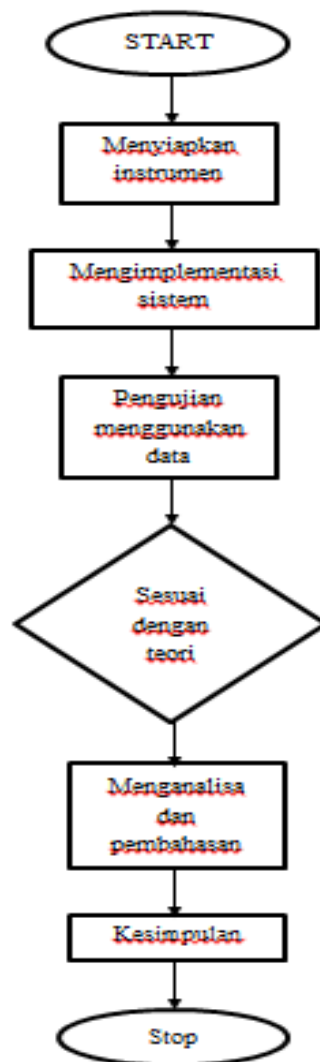 START
Menyiapkan
instrumen
Mengimplementasi
sistem
Pengujian
menggunakan
data
Sesuai
dengan
teori
Menganalisa
dan
pembahasan
Kesimpulan
Stop